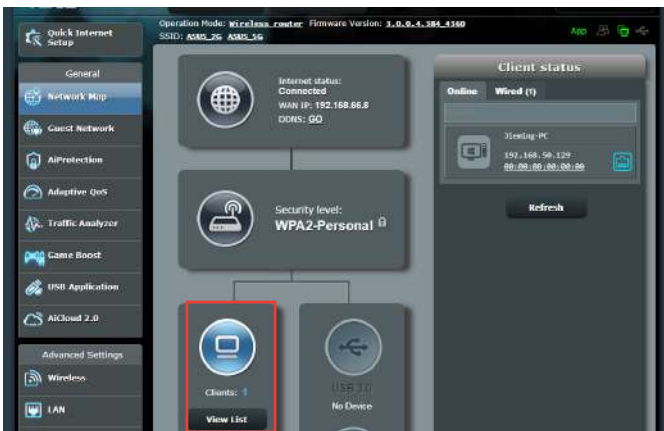 Quick Internet
Setup
Operation Mode: Wireless router Firmware Version: 3.0.0.4.384_4360
SSID: ASUS_2G ASUS_5G
App
General
Network Map
Guest Network
AiProtection
Adaptive QoS
Traffic Analyzer
Game Boost
USB Application
AiCloud 2.0
Advanced Settings
Wireless
LAN
Internet status:
Connected
WAN IP: 192.168.66.8
DDNS: GO
Security level:
WPA2-Personal
Clients: 1
View List
USB 3.0
No Device
Client status
Online Wired (1)
Jieming-PC
192.168.50.129
00:00:00:00:00:00
Refresh